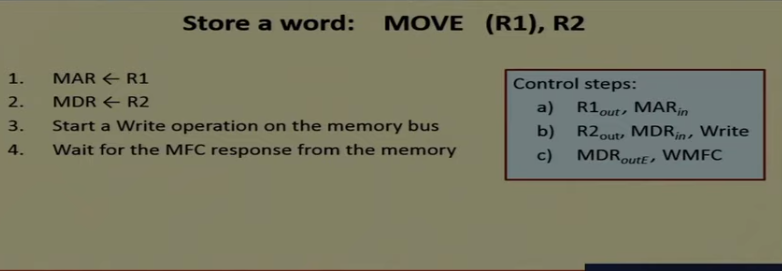 Store a word: MOVE (R1), R2
1. MAR ← R1
2. MDR ← R2
3. Start a Write operation on the memory bus
4. Wait for the MFC response from the memory
Control steps:
a) R1out, MARin
b) R2out, MDRin, Write
c) MDRoutE, WMFC